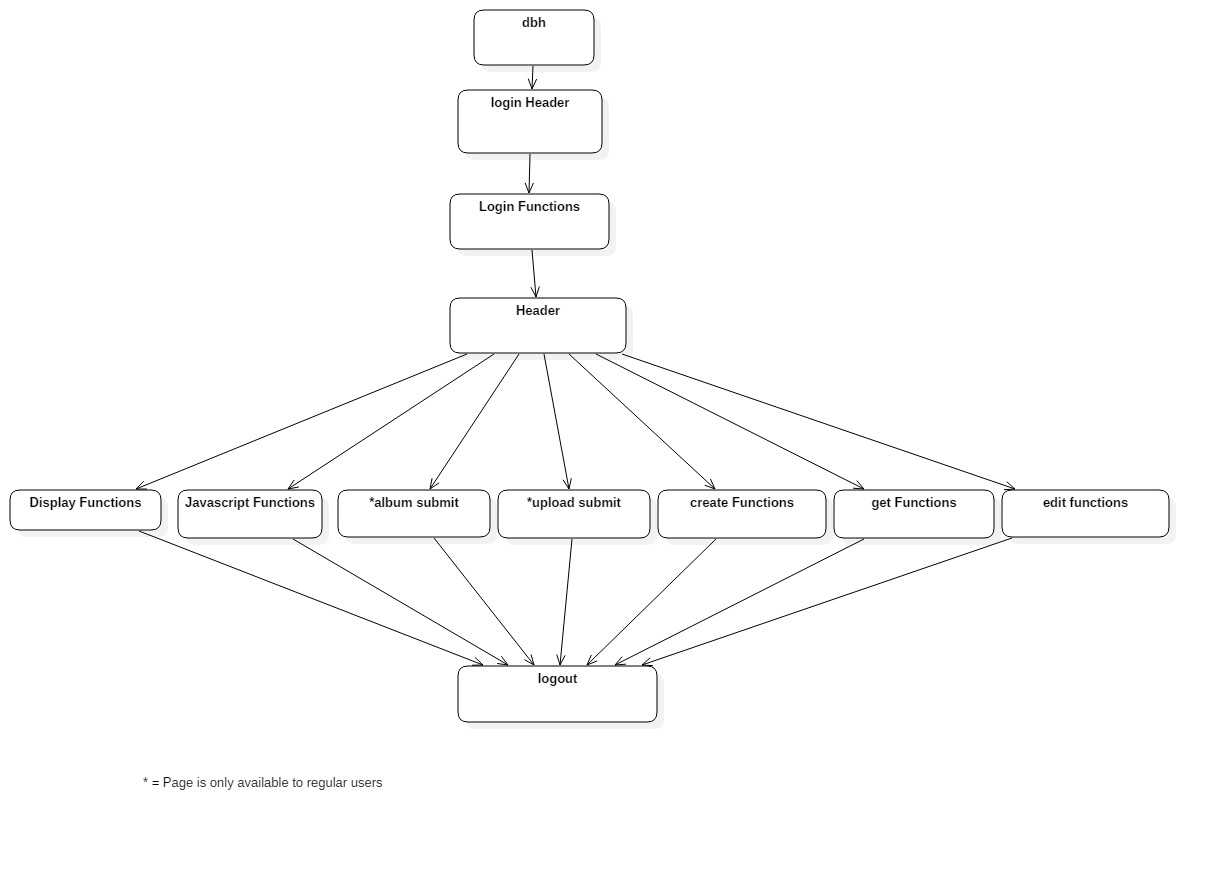 dbh
login Header
Login Functions
Header
Display Functions
Javascript Functions
*album submit
*upload submit
create Functions
get Functions
edit functions
logout
* = Page is only available to regular users